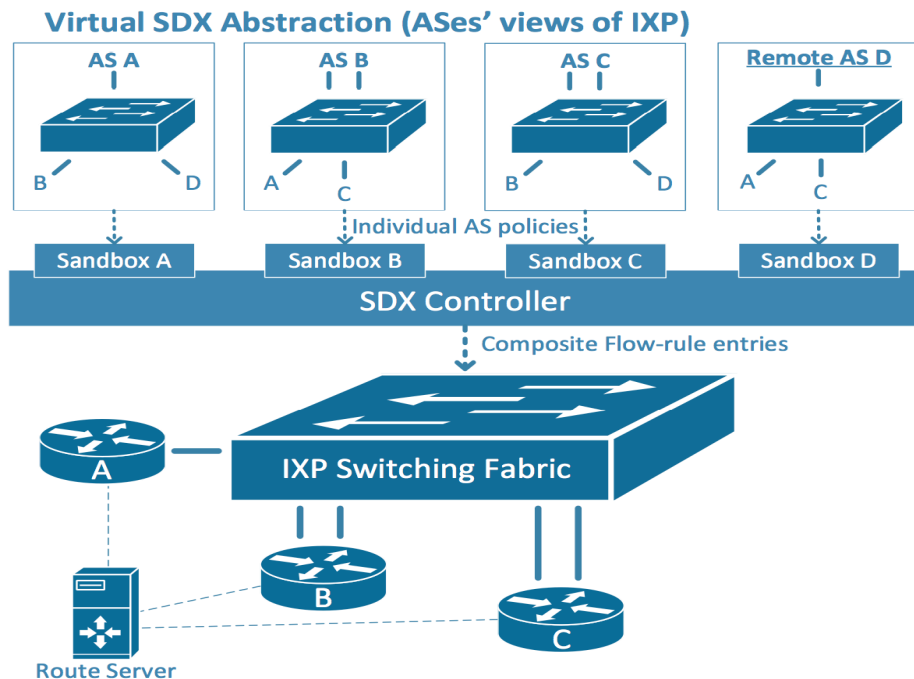 Virtual SDX Abstraction (ASes' views of IXP)
AS A
AS B
AS C
Remote AS D
B
D
A
C
B
D
A
C
Individual AS policies
Sandbox A
Sandbox B
Sandbox C
Sandbox D
SDX Controller
Composite Flow-rule entries
IXP Switching Fabric
A
B
C
Route Server